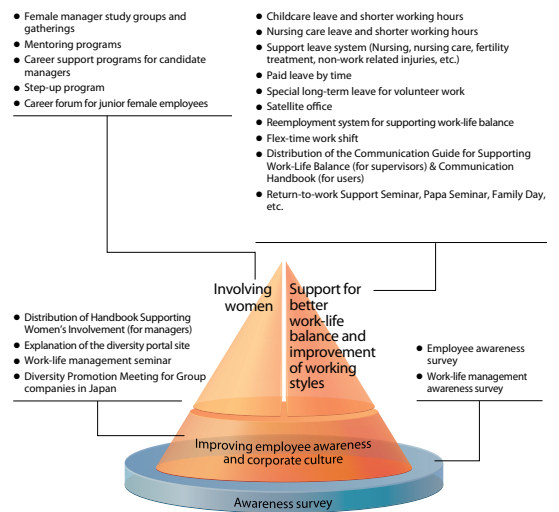 ● Female manager study groups and
gatherings
● Mentoring programs
● Career support programs for candidate
managers
● Step-up program
● Career forum for junior female employees
● Childcare leave and shorter working hours
● Nursing care leave and shorter working hours
● Support leave system (Nursing, nursing care, fertility
treatment, non-work related injuries, etc.)
● Paid leave by time
● Special long-term leave for volunteer work
● Satellite office
● Reemployment system for supporting work-life balance
● Flex-time work shift
● Distribution of the Communication Guide for Supporting
Work-Life Balance (for supervisors) & Communication
Handbook (for users)
● Return-to-work Support Seminar, Papa Seminar, Family Day,
etc.
Involving
women
Support for
better
work-life
balance and
improvement
of working
styles
● Distribution of Handbook Supporting
Women's Involvement (for managers)
● Explanation of the diversity portal site
● Work-life management seminar
● Diversity Promotion Meeting for Group
companies in Japan
● Employee awareness
survey
● Work-life management
awareness survey
Improving employee awareness
and corporate culture
Awareness survey